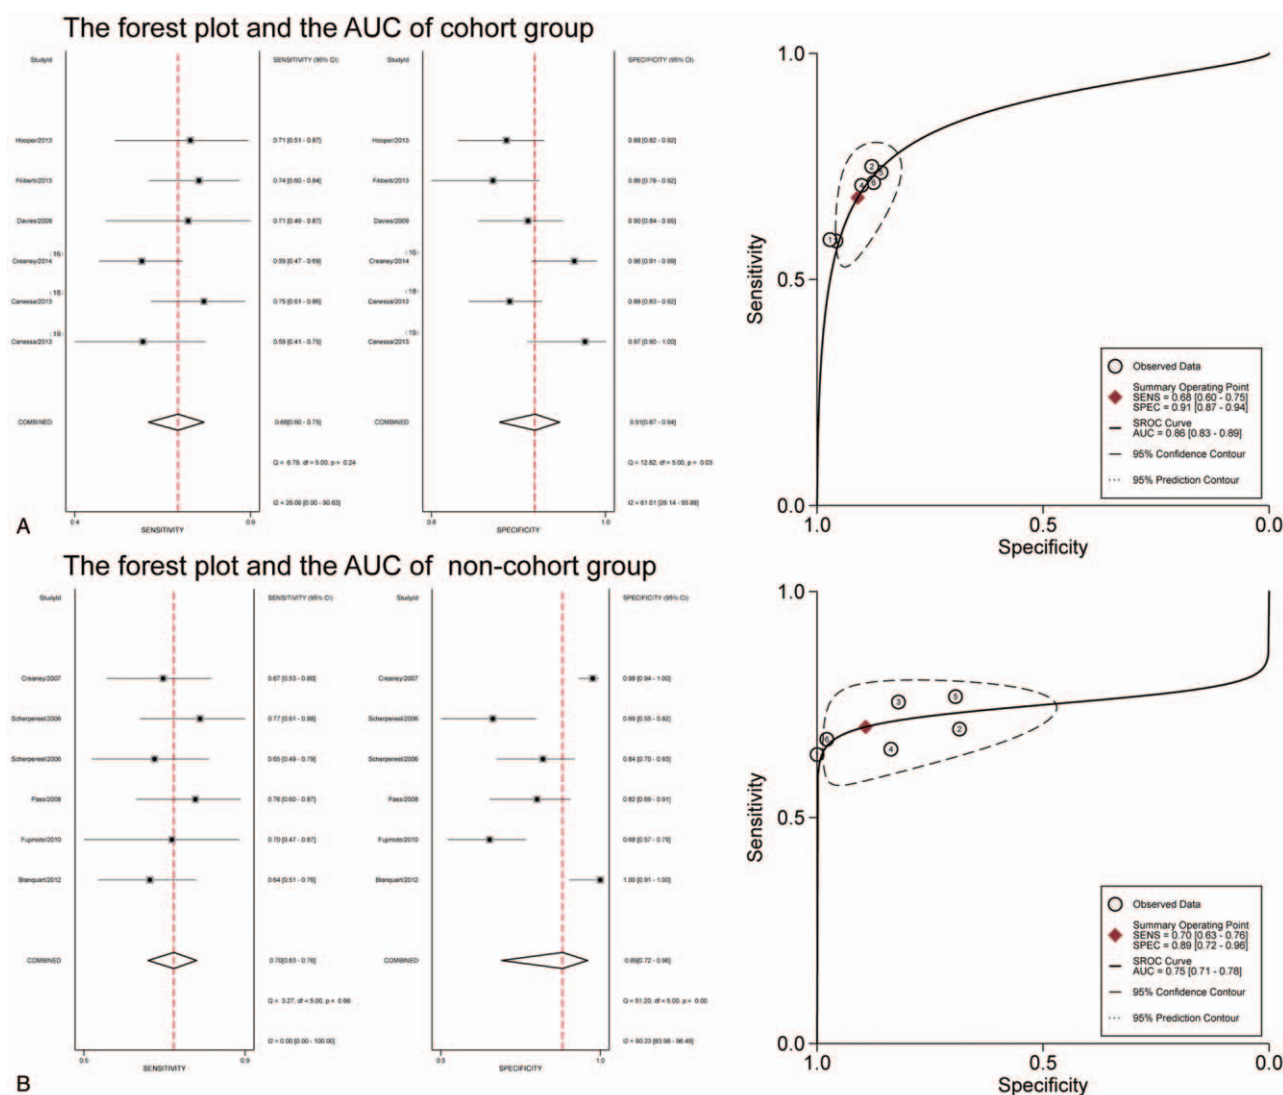 The forest plot and the AUC of cohort group
StudyId
SENSITIVITY (95% CI)
Hooper/2013
0.71 [0.51 - 0.87]
Filiberti/2013
0.74 [0.60 - 0.84]
Davies/2009
0.71 [0.49 - 0.87]
Creaney/2014 (16)
0.59 [0.47 - 0.69]
Canessa/2013 (18)
0.75 [0.61 - 0.86]
Canessa/2013 (19)
0.59 [0.41 - 0.75]
COMBINED
0.68[0.60 - 0.75]
Q = 6.76, df = 5.00, p = 0.24
I2 = 26.06 [0.00 - 90.63]
0.4
0.9
SENSITIVITY
StudyId
SPECIFICITY (95% CI)
Hooper/2013
0.88 [0.82 - 0.92]
Filiberti/2013
0.86 [0.78 - 0.92]
Davies/2009
0.90 [0.84 - 0.95]
Creaney/2014 (16)
0.96 [0.91 - 0.99]
Canessa/2013 (18)
0.88 [0.83 - 0.92]
Canessa/2013 (19)
0.97 [0.90 - 1.00]
COMBINED
0.91[0.87 - 0.94]
Q = 12.82, df = 5.00, p = 0.03
I2 = 61.01 [26.14 - 95.88]
0.8
1.0
SPECIFICITY
A
1.0
0.5
0.0
Sensitivity
2
4
6
1
1.0
0.5
0.0
Specificity
Observed Data
Summary Operating Point
SENS = 0.68 [0.60 - 0.75]
SPEC = 0.91 [0.87 - 0.94]
SROC Curve
AUC = 0.86 [0.83 - 0.89]
95% Confidence Contour
95% Prediction Contour
The forest plot and the AUC of non-cohort group
StudyId
SENSITIVITY (95% CI)
Creaney/2007
0.67 [0.53 - 0.80]
Scherpereel/2006
0.77 [0.61 - 0.88]
Scherpereel/2006
0.65 [0.49 - 0.79]
Pass/2008
0.76 [0.60 - 0.87]
Fujimoto/2010
0.70 [0.47 - 0.87]
Blanquart/2012
0.64 [0.51 - 0.76]
COMBINED
0.70[0.63 - 0.76]
Q = 3.27, df = 5.00, p = 0.66
I2 = 0.00 [0.00 - 100.00]
0.5
0.9
SENSITIVITY
StudyId
SPECIFICITY (95% CI)
Creaney/2007
0.98 [0.94 - 1.00]
Scherpereel/2006
0.69 [0.55 - 0.82]
Scherpereel/2006
0.84 [0.70 - 0.93]
Pass/2008
0.82 [0.69 - 0.91]
Fujimoto/2010
0.68 [0.57 - 0.79]
Blanquart/2012
1.00 [0.91 - 1.00]
COMBINED
0.89[0.72 - 0.96]
Q = 51.20, df = 5.00, p = 0.00
I2 = 90.23 [83.98 - 96.49]
0.5
1.0
SPECIFICITY
B
1.0
0.5
0.0
Sensitivity
3
5
2
6
4
1
1.0
0.5
0.0
Specificity
Observed Data
Summary Operating Point
SENS = 0.70 [0.63 - 0.76]
SPEC = 0.89 [0.72 - 0.96]
SROC Curve
AUC = 0.75 [0.71 - 0.78]
95% Confidence Contour
95% Prediction Contour